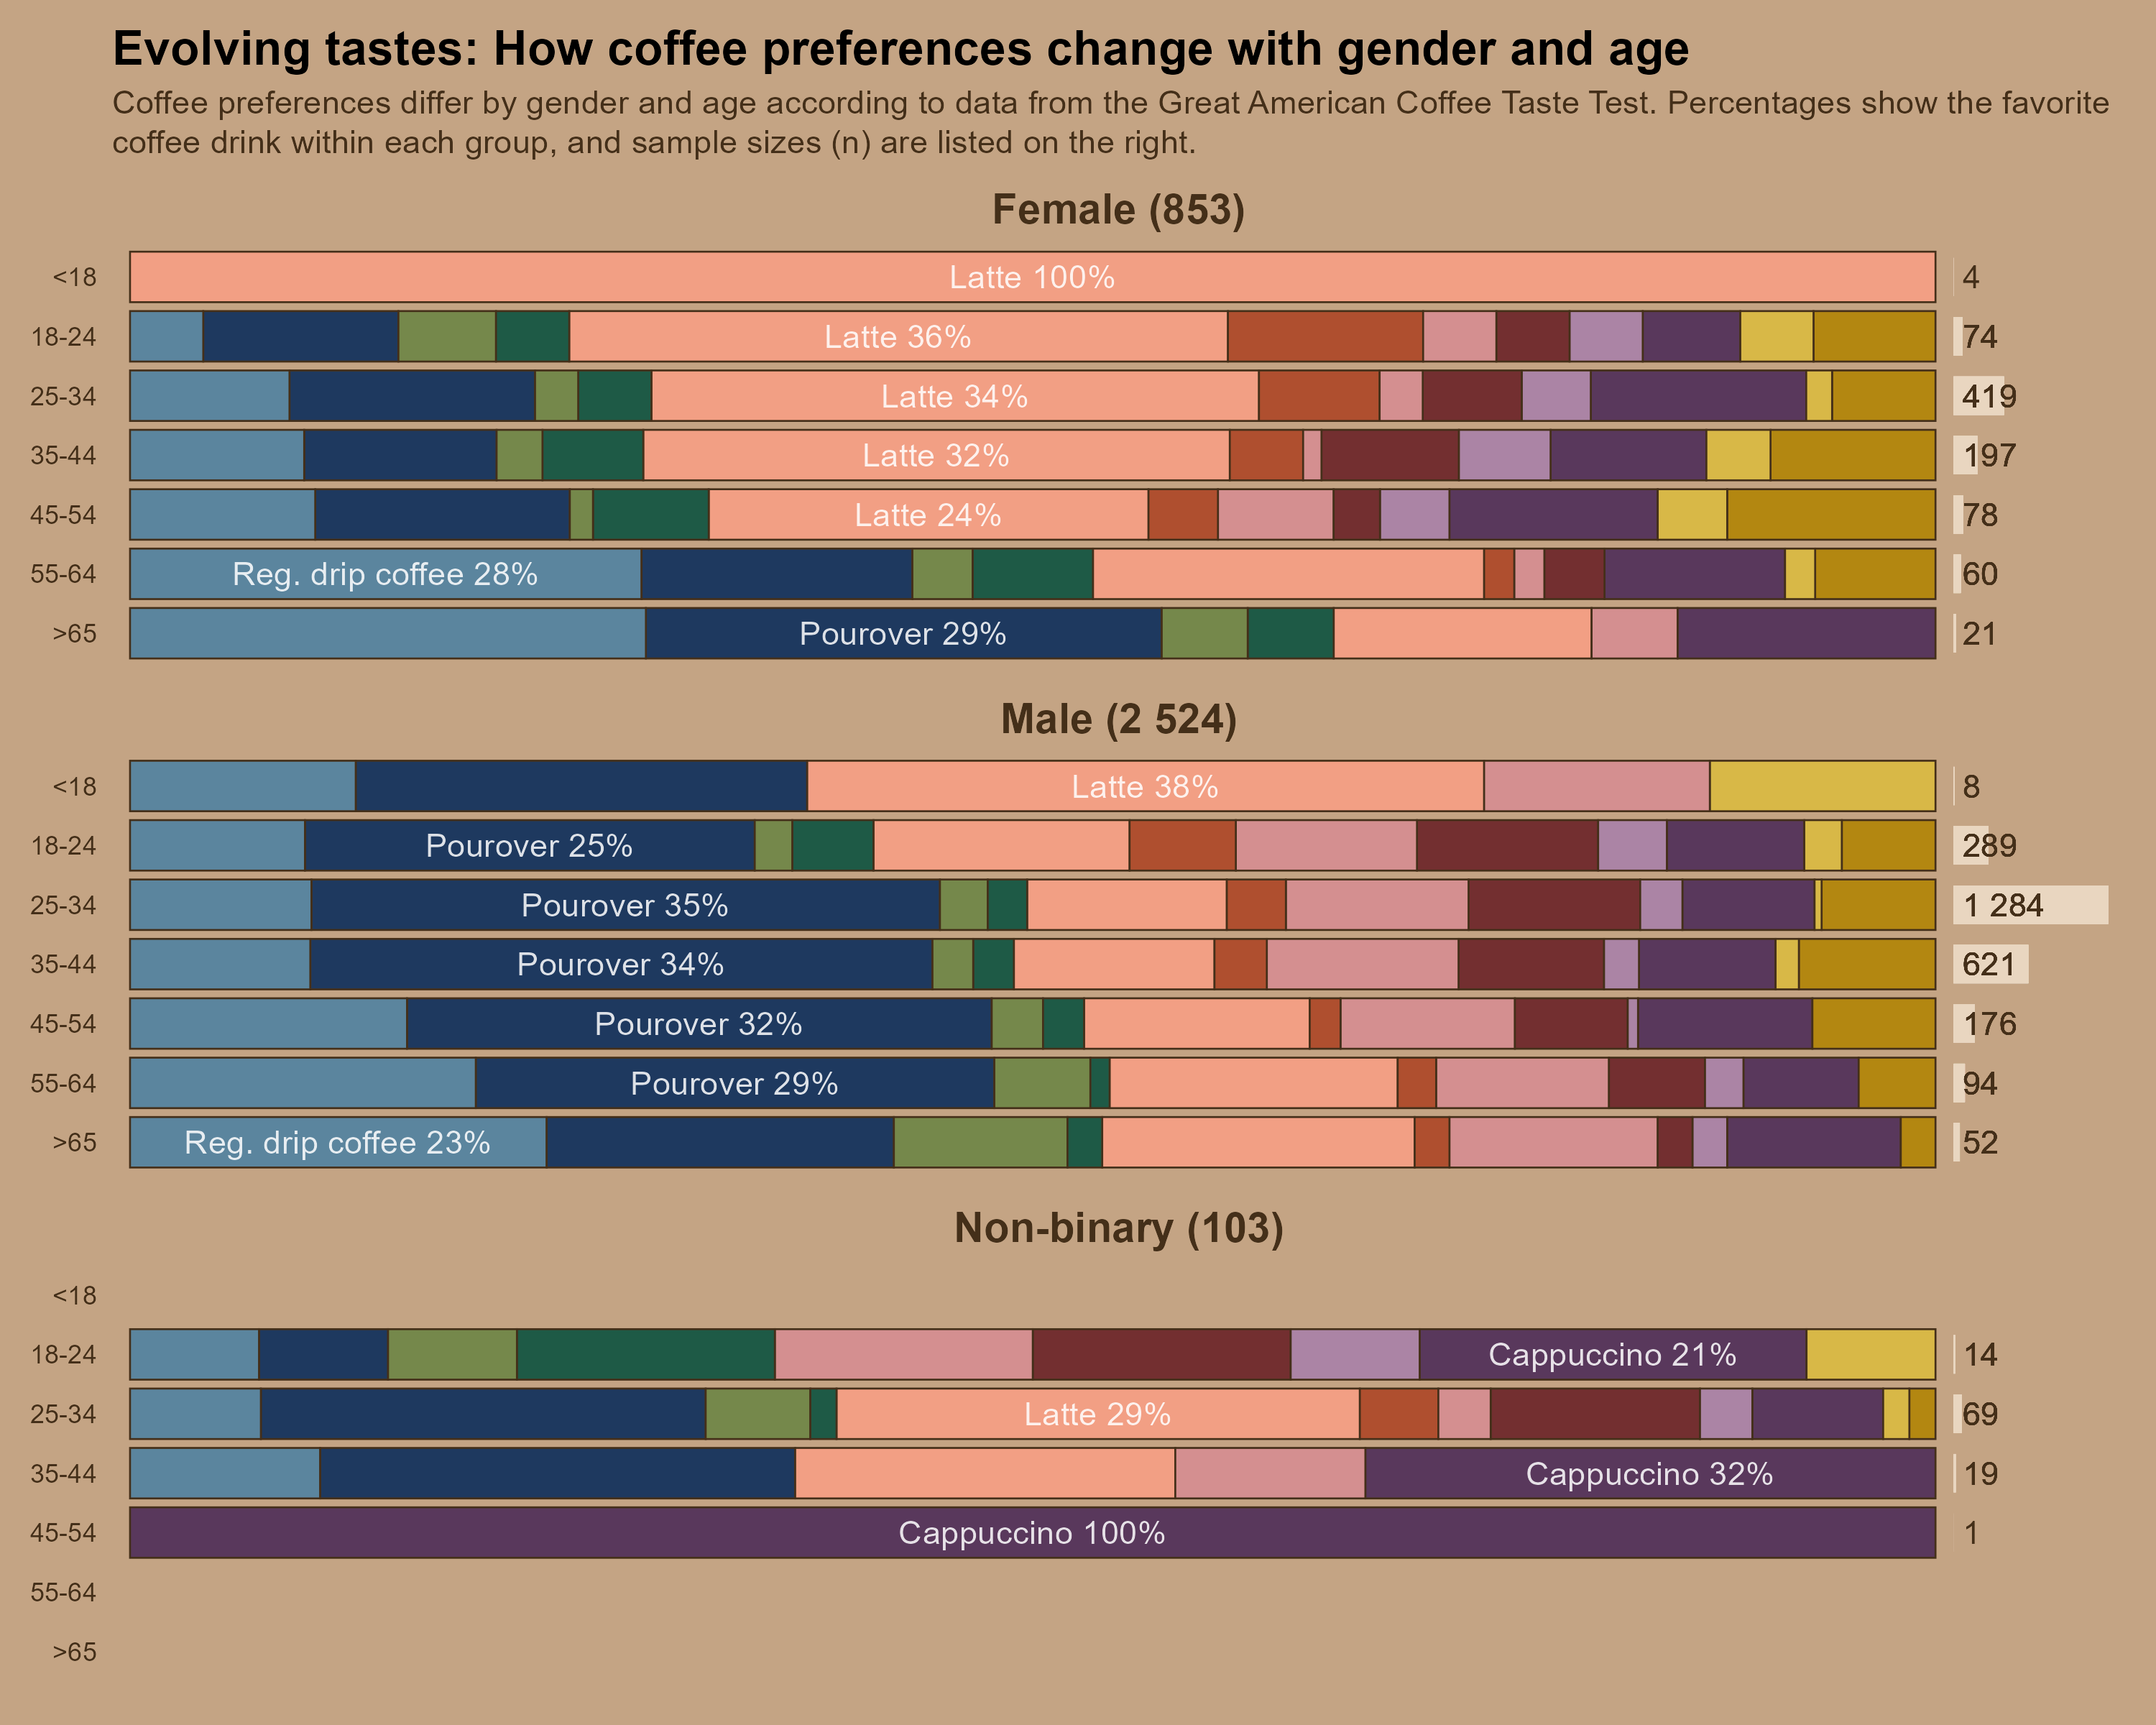 Evolving tastes: How coffee preferences change with gender and age
Coffee preferences differ by gender and age according to data from the Great American Coffee Taste Test. Percentages show the favorite
coffee drink within each group, and sample sizes (n) are listed on the right.
Female (853)
<18 Latte 100% 4
18-24 Latte 36% 74
25-34 Latte 34% 419
35-44 Latte 32% 197
45-54 Latte 24% 78
55-64 Reg. drip coffee 28% 60
>65 Pourover 29% 21
Male (2 524)
<18 Latte 38% 8
18-24 Pourover 25% 289
25-34 Pourover 35% 1 284
35-44 Pourover 34% 621
45-54 Pourover 32% 176
55-64 Pourover 29% 94
>65 Reg. drip coffee 23% 52
Non-binary (103)
<18
18-24 Cappuccino 21% 14
25-34 Latte 29% 69
35-44 Cappuccino 32% 19
45-54 Cappuccino 100% 1
55-64
>65